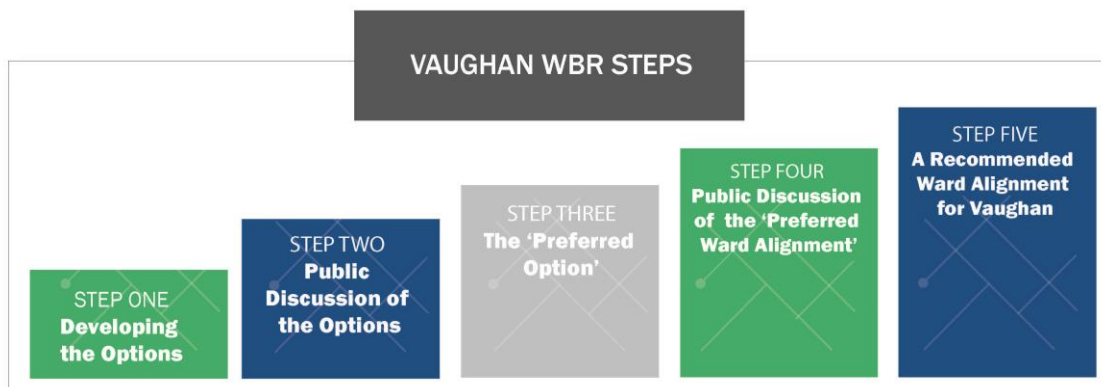 VAUGHAN WBR STEPS
STEP ONE
Developing
the Options
STEP TWO
Public
Discussion of
the Options
STEP THREE
The ‘Preferred
Option’
STEP FOUR
Public Discussion
of the ‘Preferred
Ward Alignment’
STEP FIVE
A Recommended
Ward Alignment
for Vaughan